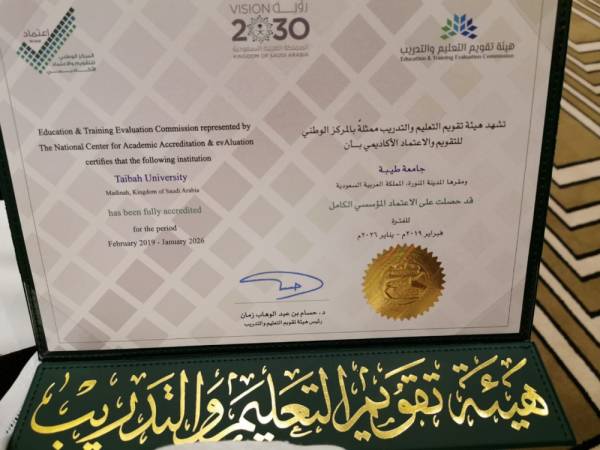 اعتماد
المركز الوطني
للتقويم والاعتماد
الأكاديمي
VISION رؤية
2030
المملكة العربية السعودية
KINGDOM OF SAUDI ARABIA
هيئة تقويم التعليم والتدريب
Education & Training Evaluation Commission
Education & Training Evaluation Commission represented by
The National Center for Academic Accreditation & evAluation
certifies that the following institution
Taibah University
Madinah, Kingdom of Saudi Arabia
has been fully accredited
for the period
February 2019 - January 2026
تشهد هيئة تقويم التعليم والتدريب ممثلةً بالمركز الوطني
للتقويم والاعتماد الأكاديمي بـــأن
جامعة طيبة
ومقرها المدينة المنورة، المملكة العربية السعودية
قد حصلت على الاعتماد المؤسسي الكامل
للفترة
فبراير ٢٠١٩م – يناير ٢٠٢٦م
د. حسام بن عبد الوهاب زمان
رئيس هيئة تقويم التعليم والتدريب
هيئة تقويم التعليم والتدريب